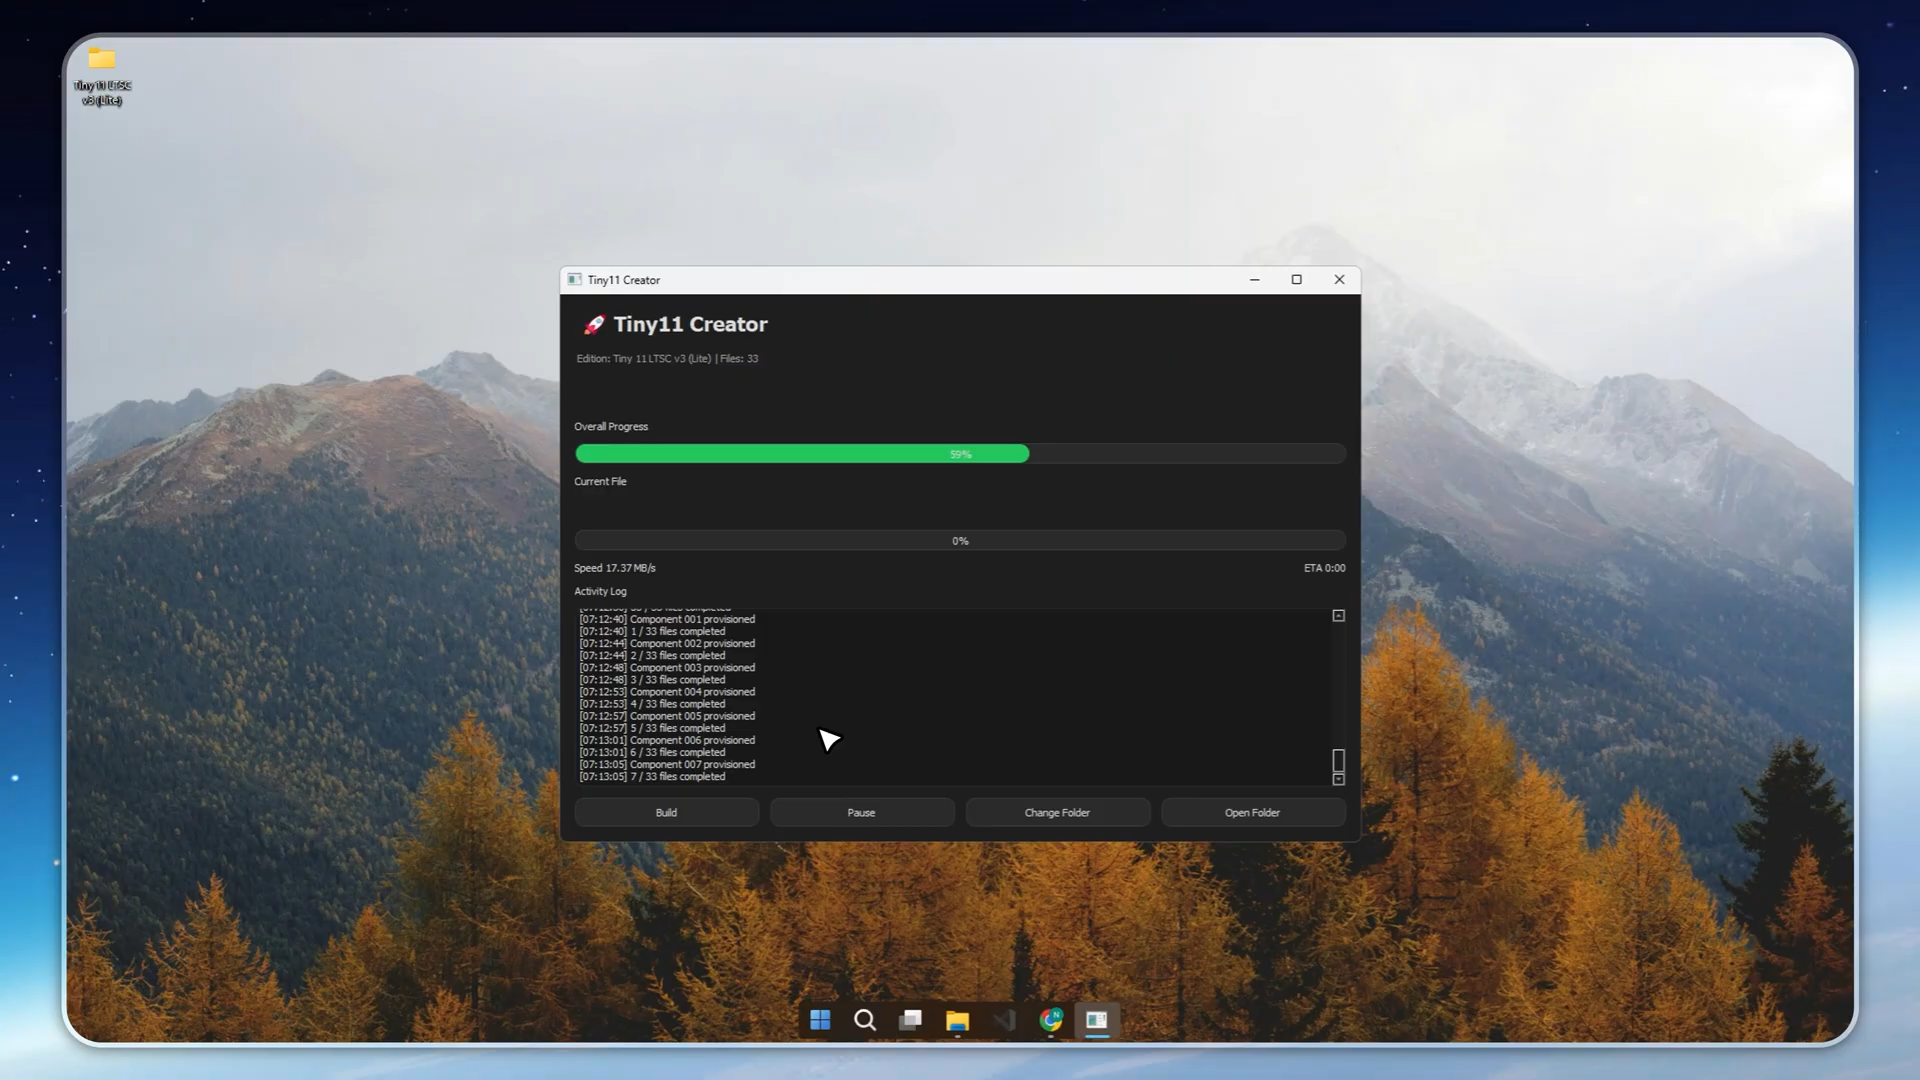 Tiny 11 LTSC
v3 (Lite)
Tiny11 Creator
🚀 Tiny11 Creator
Edition: Tiny 11 LTSC v3 (Lite) | Files: 33
Overall Progress
59%
Current File
0%
Speed 17.37 MB/s
ETA 0:00
Activity Log
[07:12:40] Component 001 provisioned
[07:12:40] 1 / 33 files completed
[07:12:44] Component 002 provisioned
[07:12:44] 2 / 33 files completed
[07:12:48] Component 003 provisioned
[07:12:48] 3 / 33 files completed
[07:12:53] Component 004 provisioned
[07:12:53] 4 / 33 files completed
[07:12:57] Component 005 provisioned
[07:12:57] 5 / 33 files completed
[07:13:01] Component 006 provisioned
[07:13:01] 6 / 33 files completed
[07:13:05] Component 007 provisioned
[07:13:05] 7 / 33 files completed
Build
Pause
Change Folder
Open Folder
N